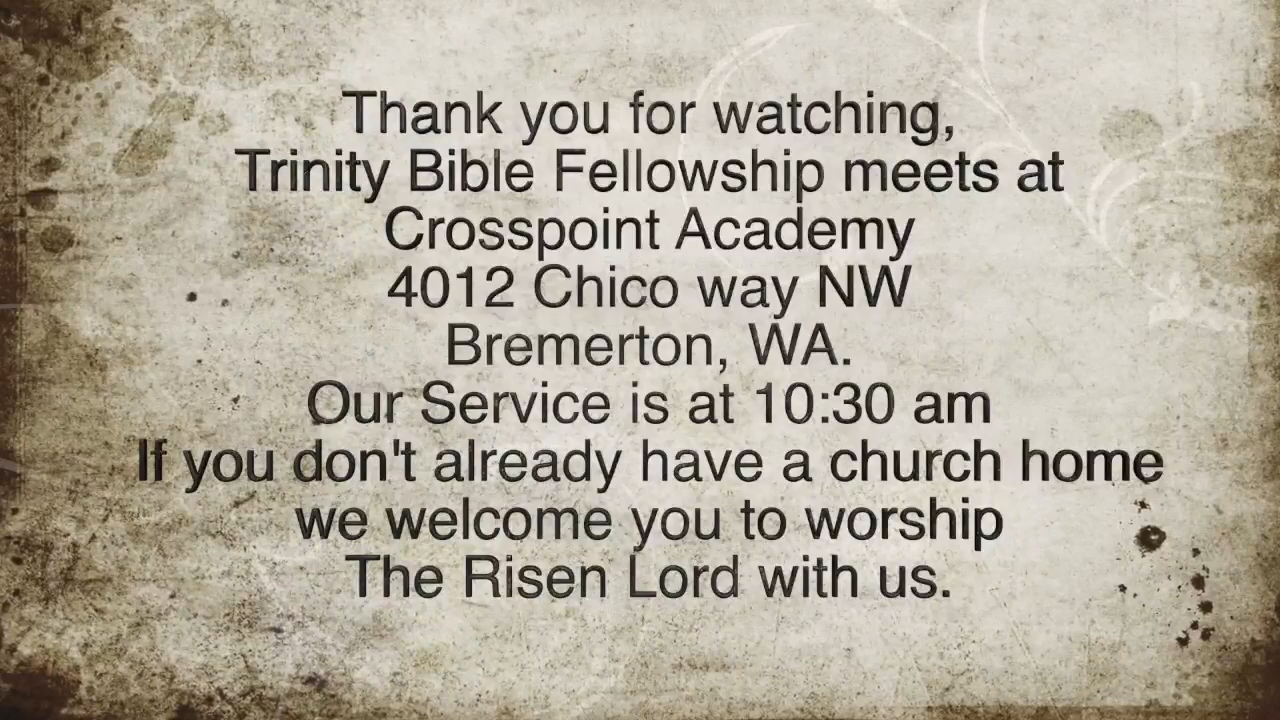 Thank you for watching,
Trinity Bible Fellowship meets at
Crosspoint Academy
4012 Chico way NW
Bremerton, WA.
Our Service is at 10:30 am
If you don't already have a church home
we welcome you to worship
The Risen Lord with us.